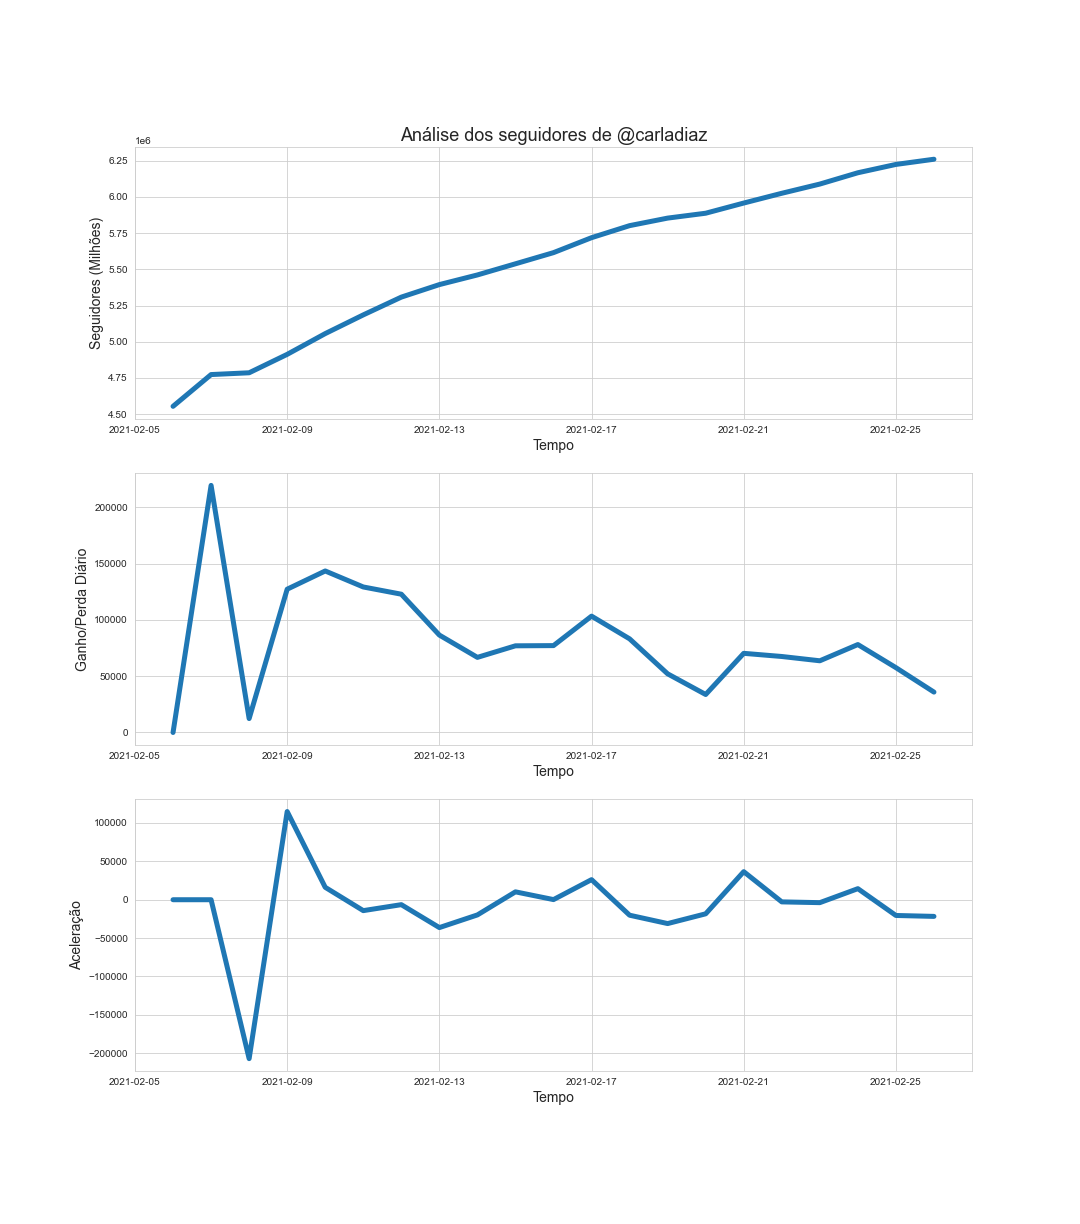 Análise dos seguidores de @carladiaz
1e6
6.25
6.00
5.75
5.50
5.25
5.00
4.75
4.50
Seguidores (Milhões)
2021-02-05 2021-02-09 2021-02-13 2021-02-17 2021-02-21 2021-02-25
Tempo
200000
150000
100000
50000
0
Ganho/Perda Diário
2021-02-05 2021-02-09 2021-02-13 2021-02-17 2021-02-21 2021-02-25
Tempo
100000
50000
0
−50000
−100000
−150000
−200000
Aceleração
2021-02-05 2021-02-09 2021-02-13 2021-02-17 2021-02-21 2021-02-25
Tempo